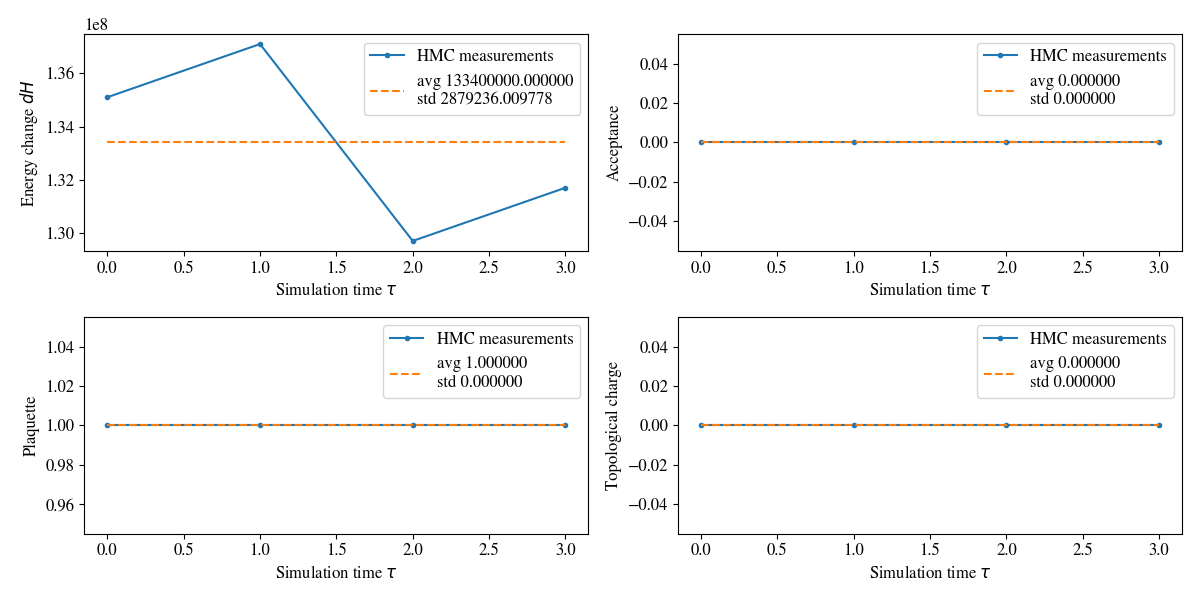 1e8
HMC measurements
avg 133400000.000000
std 2879236.009778
1.36
1.34
1.32
1.30
Energy change dH
0.0 0.5 1.0 1.5 2.0 2.5 3.0
Simulation time τ
HMC measurements
avg 0.000000
std 0.000000
0.04
0.02
0.00
−0.02
−0.04
Acceptance
0.0 0.5 1.0 1.5 2.0 2.5 3.0
Simulation time τ
HMC measurements
avg 1.000000
std 0.000000
1.04
1.02
1.00
0.98
0.96
Plaquette
0.0 0.5 1.0 1.5 2.0 2.5 3.0
Simulation time τ
HMC measurements
avg 0.000000
std 0.000000
0.04
0.02
0.00
−0.02
−0.04
Topological charge
0.0 0.5 1.0 1.5 2.0 2.5 3.0
Simulation time τ